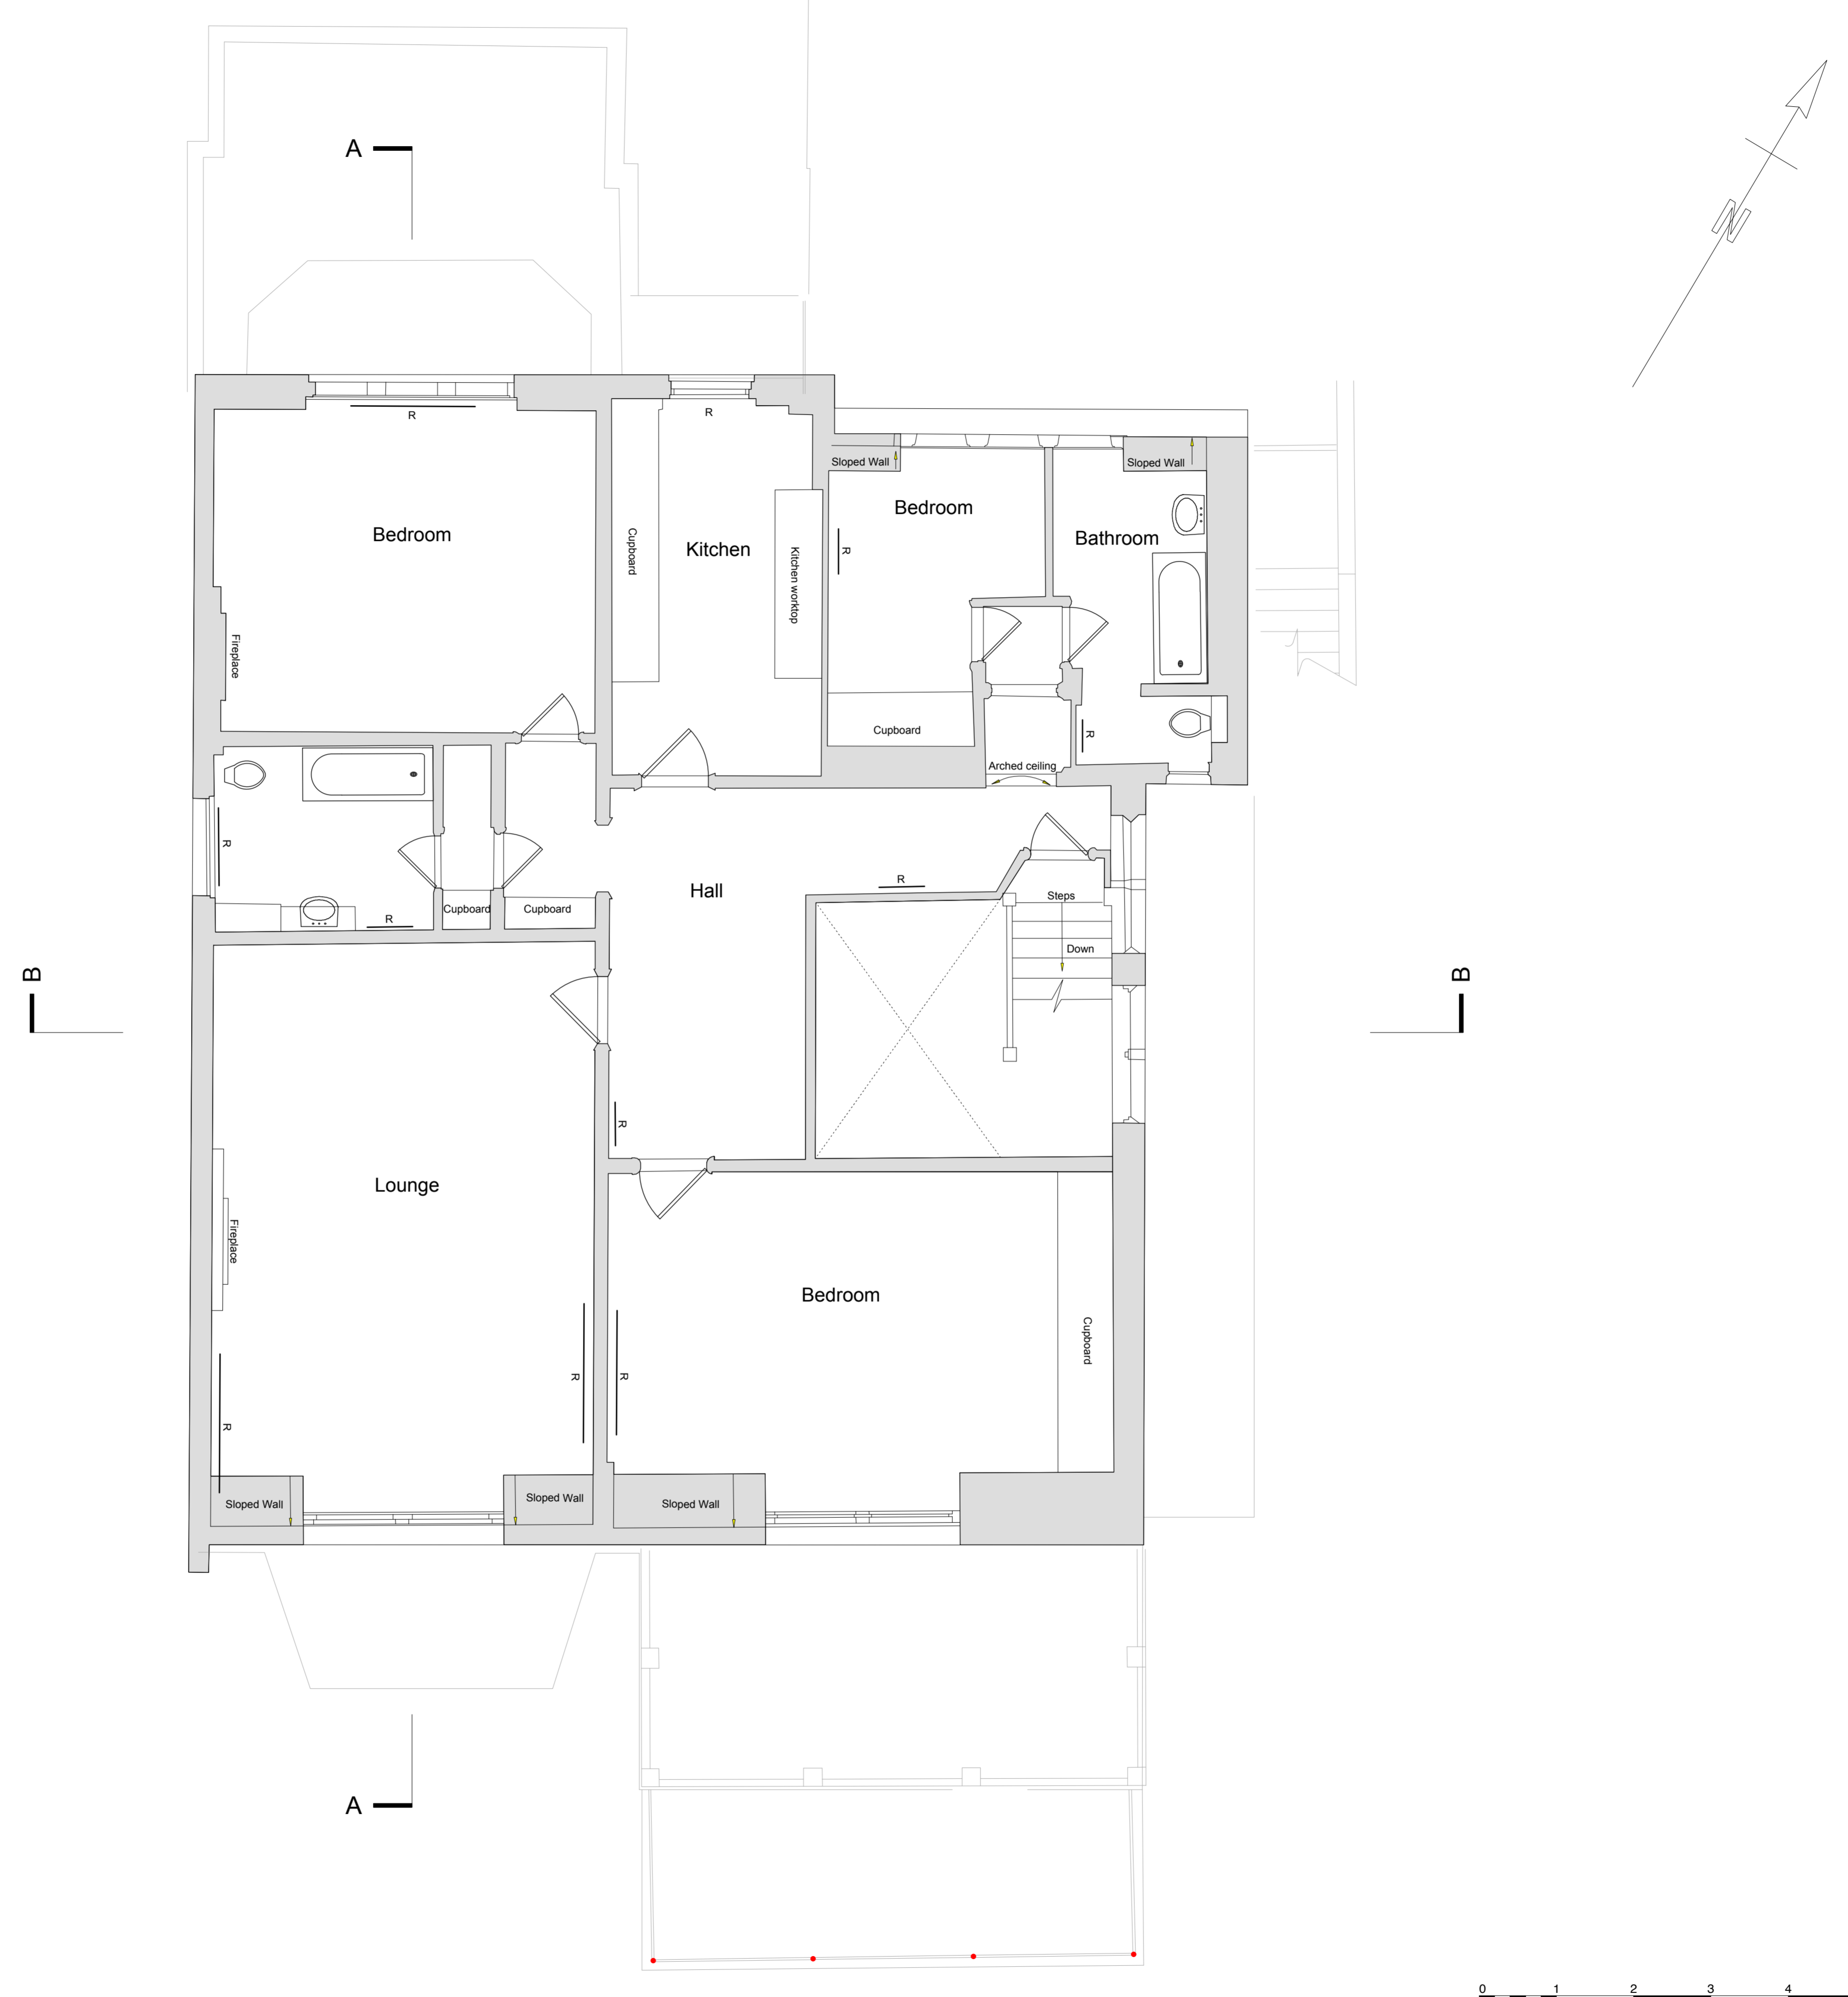 A
N
R
R
Sloped Wall
Sloped Wall
Bedroom
Bedroom
Kitchen
Bathroom
Cupboard
Kitchen worktop
R
Fireplace
Cupboard
R
Arched ceiling
R
Hall
R
Steps
Cupboard
Cupboard
R
Down
B
B
R
Lounge
Fireplace
Bedroom
Cupboard
R
R
R
Sloped Wall
Sloped Wall
Sloped Wall
A
0 1 2 3 4